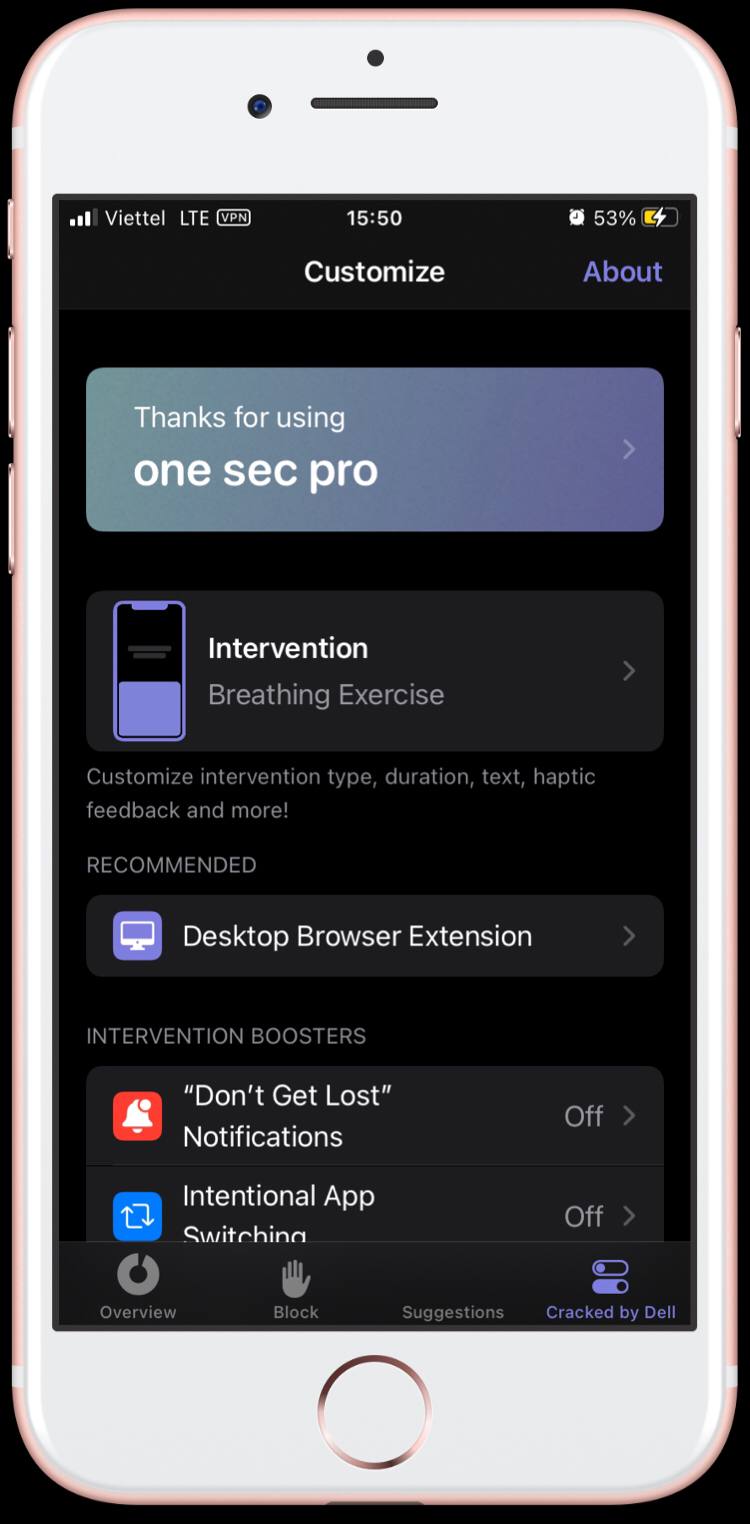 Viettel LTE VPN 15:50 53%
Customize About
Thanks for using
one sec pro
Intervention
Breathing Exercise
Customize intervention type, duration, text, haptic
feedback and more!
RECOMMENDED
Desktop Browser Extension
INTERVENTION BOOSTERS
“Don’t Get Lost”
Notifications
Off
Intentional App
Switching
Off
Overview Block Suggestions Cracked by Dell